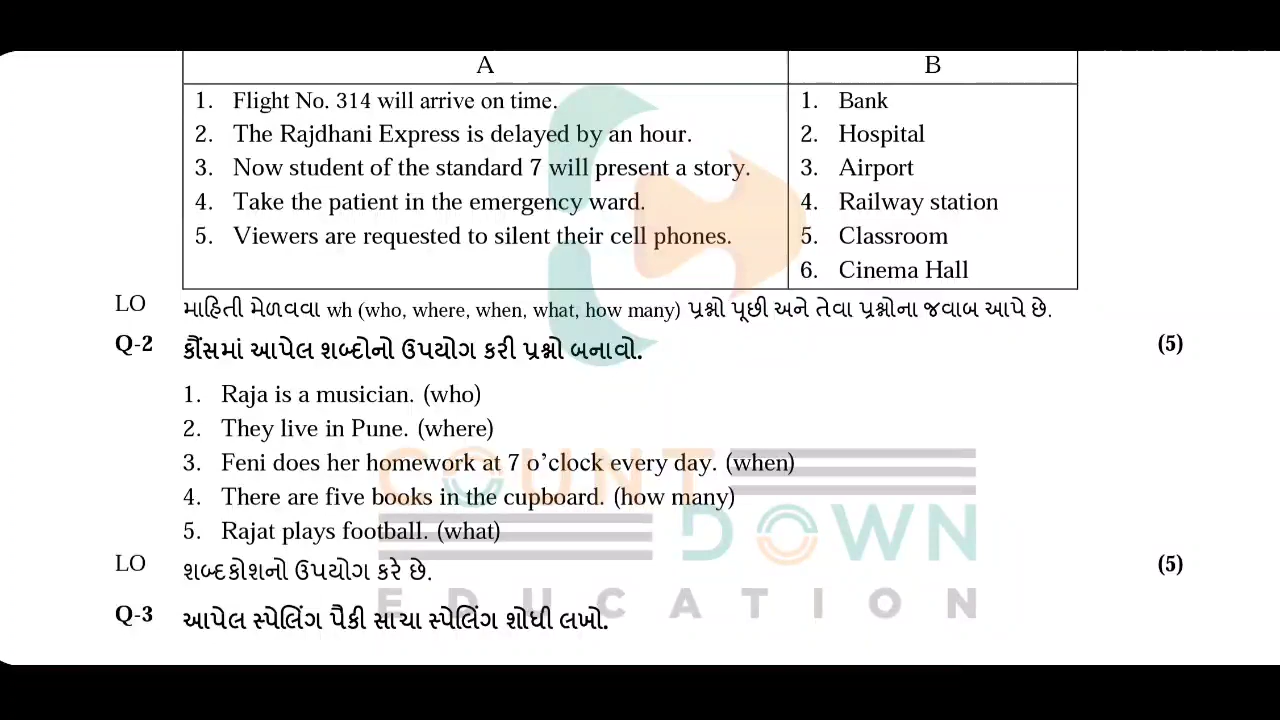 A B
1. Flight No. 314 will arrive on time. 1. Bank
2. The Rajdhani Express is delayed by an hour. 2. Hospital
3. Now student of the standard 7 will present a story. 3. Airport
4. Take the patient in the emergency ward. 4. Railway station
5. Viewers are requested to silent their cell phones. 5. Classroom
6. Cinema Hall
LO માહિતી મેળવવા wh (who, where, when, what, how many) પ્રશ્નો પૂછી અને તેવા પ્રશ્નોના જવાબ આપે છે.
Q-2 કૌંસમાં આપેલ શબ્દોનો ઉપયોગ કરી પ્રશ્નો બનાવો. (5)
1. Raja is a musician. (who)
2. They live in Pune. (where)
3. Feni does her homework at 7 o’clock every day. (when)
4. There are five books in the cupboard. (how many)
5. Rajat plays football. (what)
LO શબ્દકોશનો ઉપયોગ કરે છે. (5)
Q-3 આપેલ સ્પેલિંગ પૈકી સાચા સ્પેલિંગ શોધી લખો.
COUNT
DOWN
EDUCATION